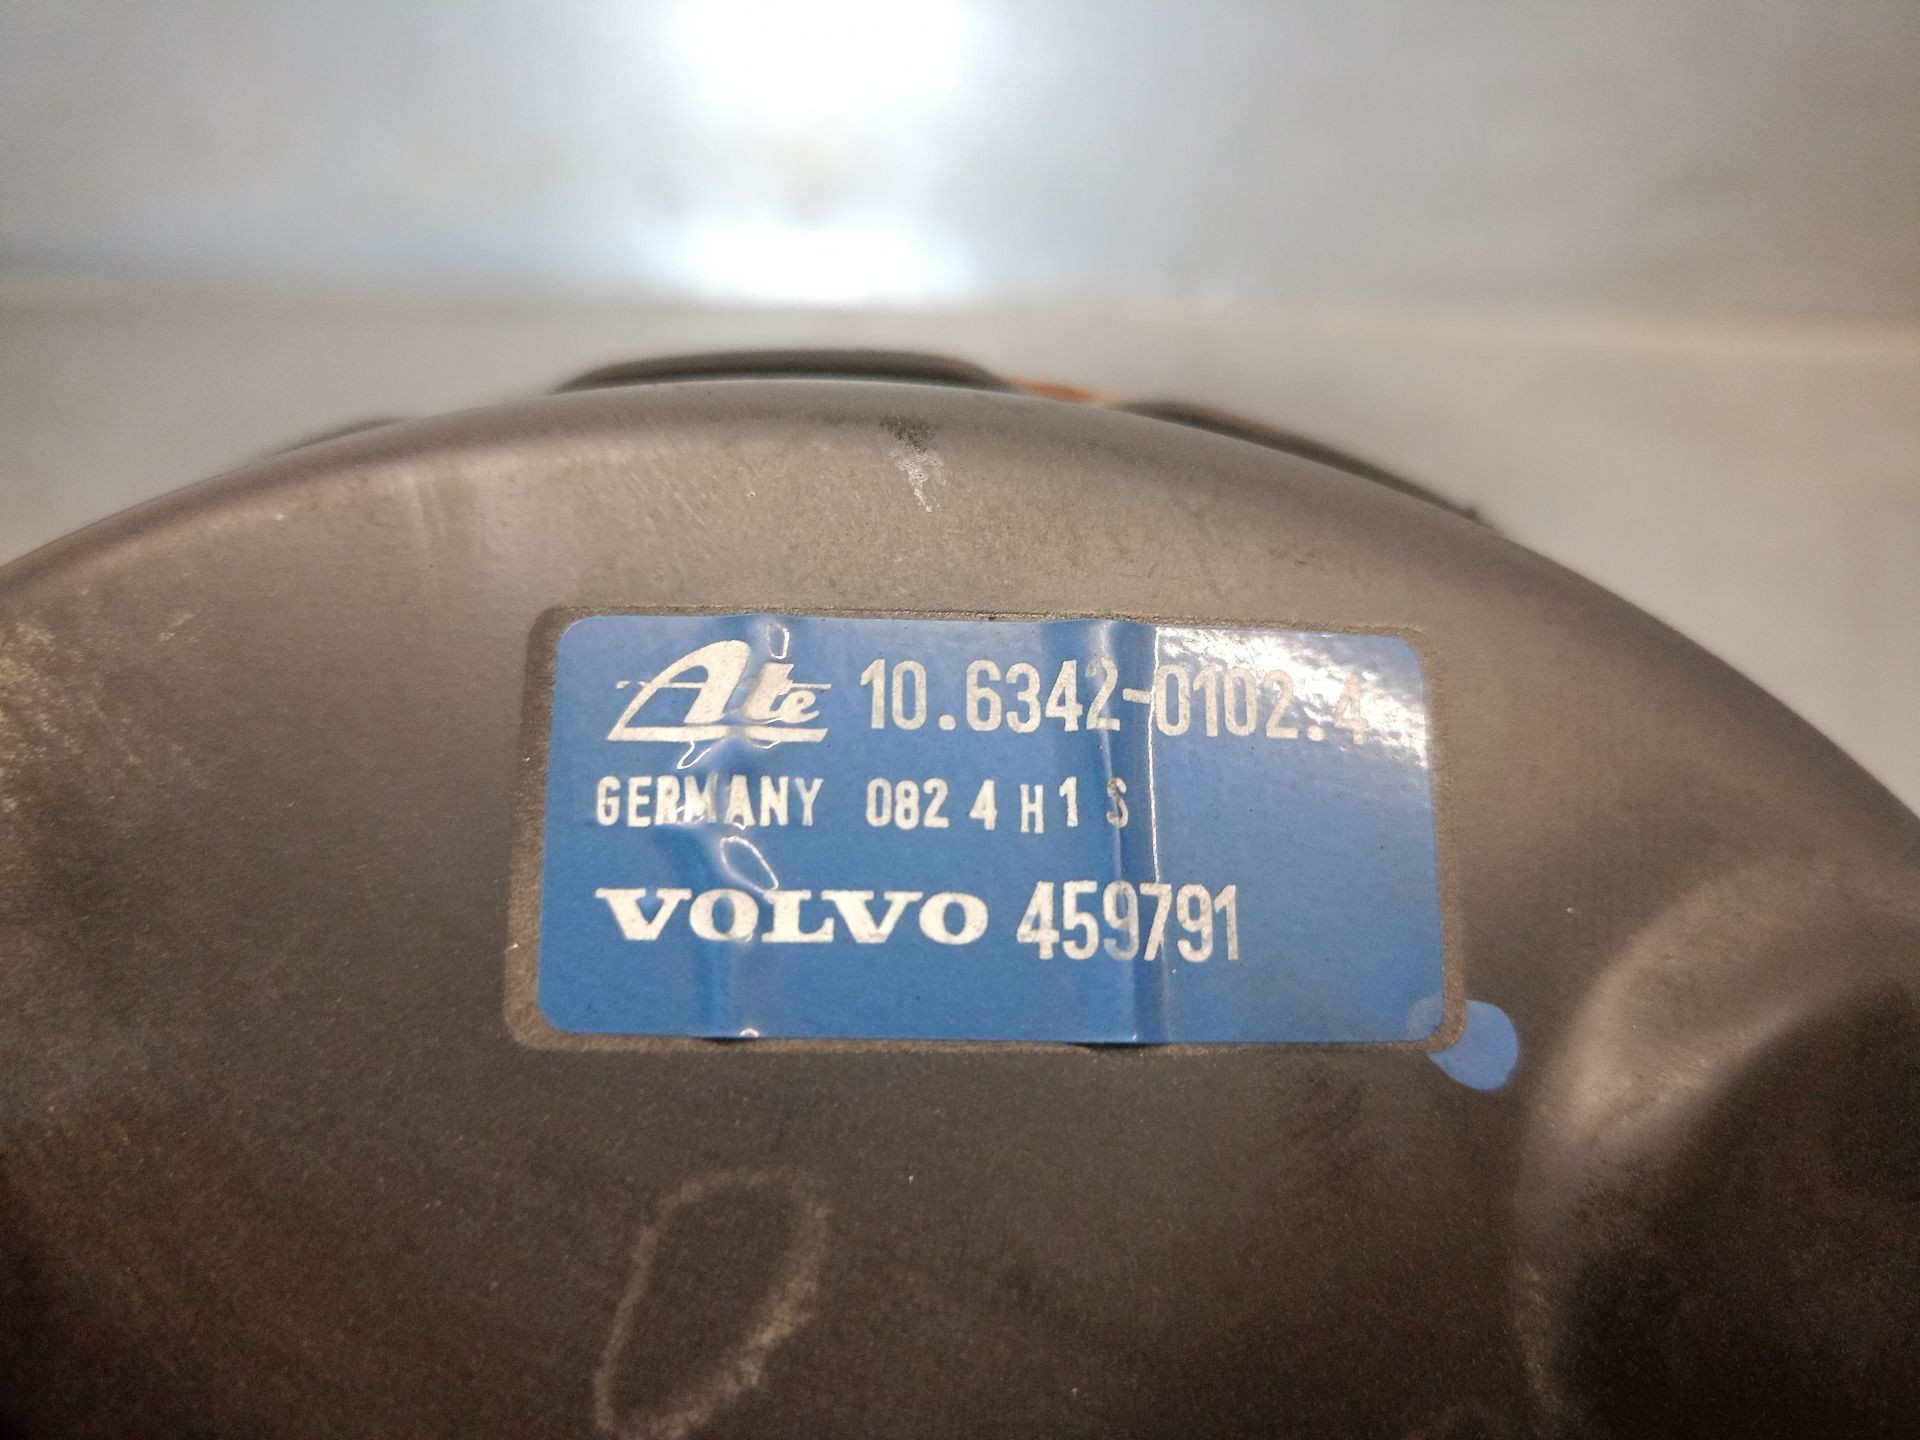 Ate 10.6342-0102.4
GERMANY 082 4 H 1 S
VOLVO 459791